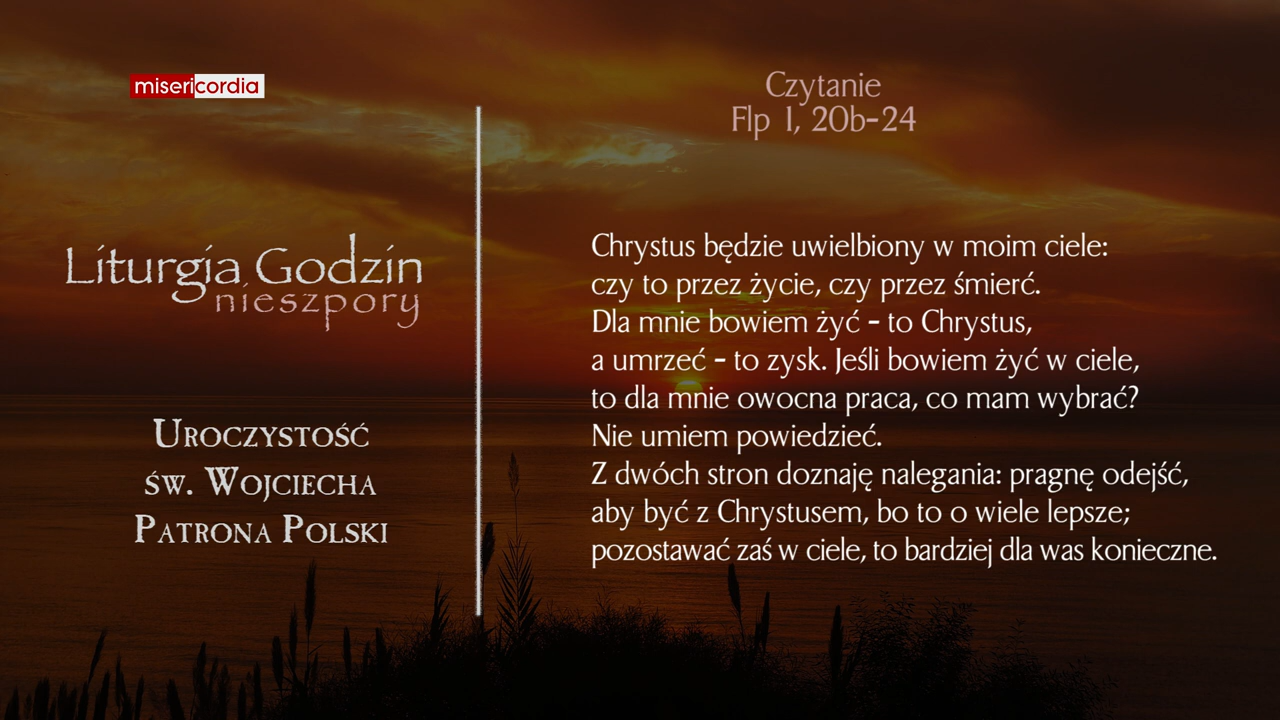 misericordia
Liturgia Godzin
nieszpory
Uroczystość
św. Wojciecha
Patrona Polski
Czytanie
Flp 1, 20b-24
Chrystus będzie uwielbiony w moim ciele:
czy to przez życie, czy przez śmierć.
Dla mnie bowiem żyć - to Chrystus,
a umrzeć - to zysk. Jeśli bowiem żyć w ciele,
to dla mnie owocna praca, co mam wybrać?
Nie umiem powiedzieć.
Z dwóch stron doznaję nalegania: pragnę odejść,
aby być z Chrystusem, bo to o wiele lepsze;
pozostawać zaś w ciele, to bardziej dla was konieczne.